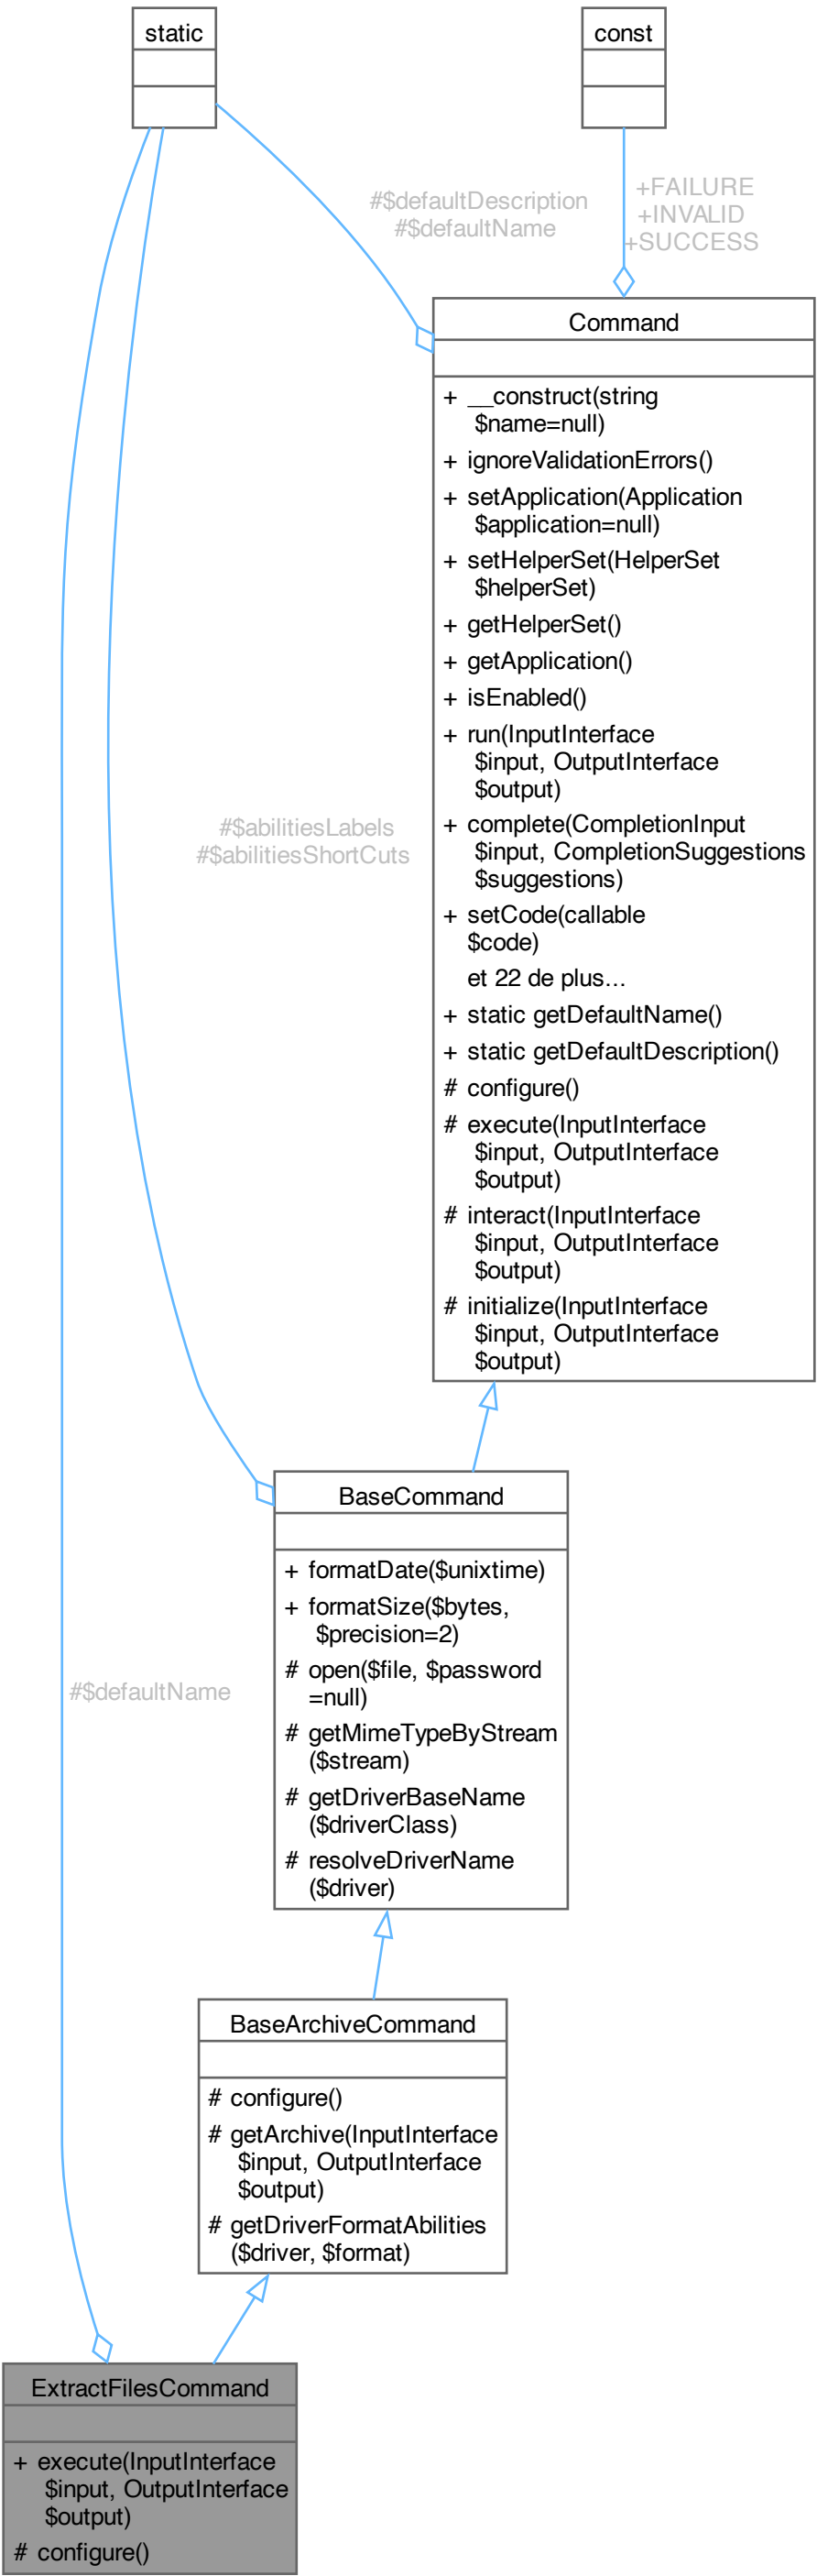 static
const
#$defaultDescription
#$defaultName
+FAILURE
+INVALID
+SUCCESS
Command
+ __construct(string
$name=null)
+ ignoreValidationErrors()
+ setApplication(Application
$application=null)
+ setHelperSet(HelperSet
$helperSet)
+ getHelperSet()
+ getApplication()
+ isEnabled()
+ run(InputInterface
$input, OutputInterface
$output)
+ complete(CompletionInput
$input, CompletionSuggestions
$suggestions)
+ setCode(callable
$code)
et 22 de plus...
+ static getDefaultName()
+ static getDefaultDescription()
# configure()
# execute(InputInterface
$input, OutputInterface
$output)
# interact(InputInterface
$input, OutputInterface
$output)
# initialize(InputInterface
$input, OutputInterface
$output)
#$abilitiesLabels
#$abilitiesShortCuts
BaseCommand
+ formatDate($unixtime)
+ formatSize($bytes,
$precision=2)
# open($file, $password
=null)
# getMimeTypeByStream
($stream)
# getDriverBaseName
($driverClass)
# resolveDriverName
($driver)
#$defaultName
BaseArchiveCommand
# configure()
# getArchive(InputInterface
$input, OutputInterface
$output)
# getDriverFormatAbilities
($driver, $format)
ExtractFilesCommand
+ execute(InputInterface
$input, OutputInterface
$output)
# configure()